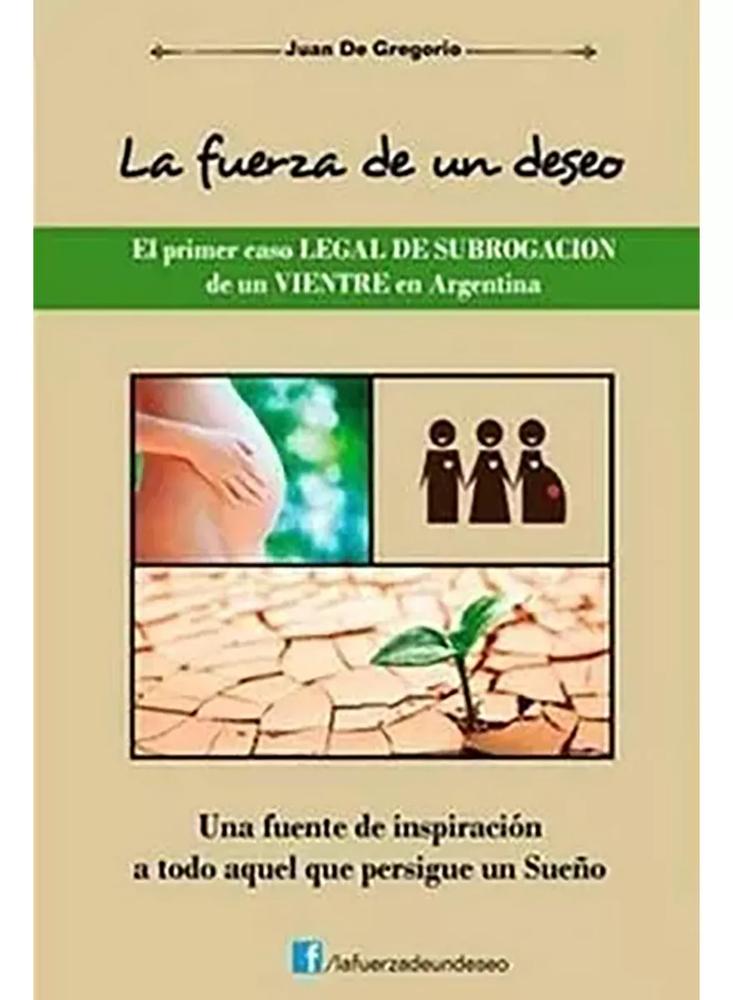 Juan De Gregorio
La fuerza de un deseo
El primer caso LEGAL DE SUBROGACION
de un VIENTRE en Argentina
Una fuente de inspiración
a todo aquel que persigue un Sueño
f /lafuerzadeundeseo